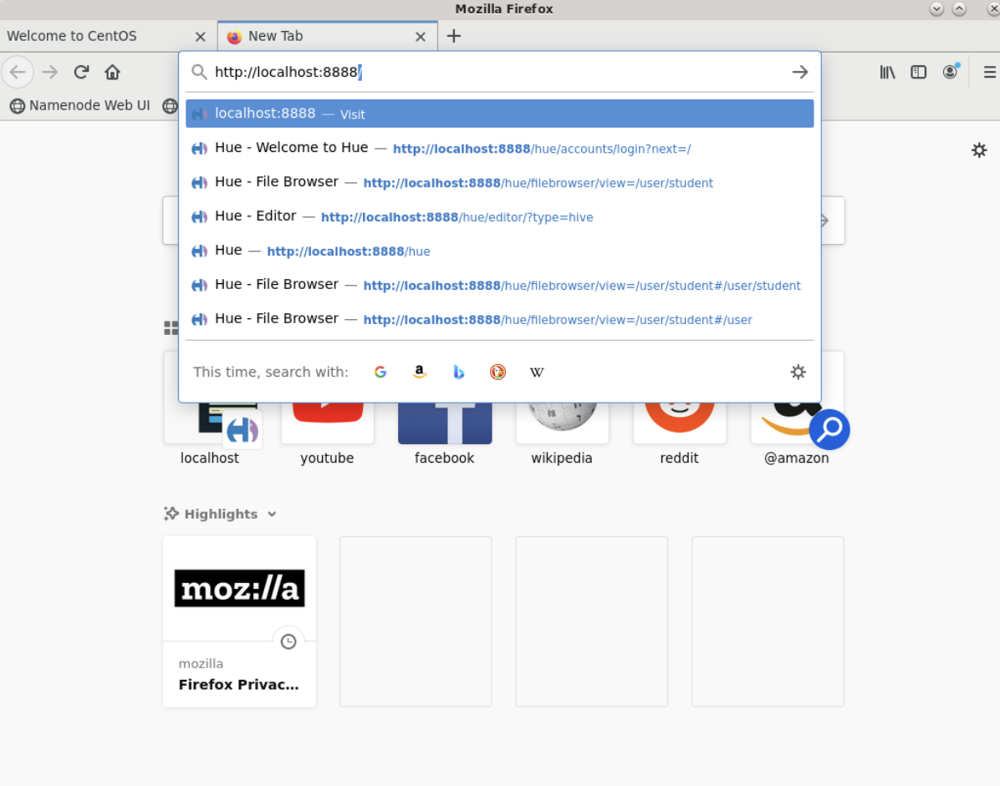 Mozilla Firefox
Welcome to CentOS
New Tab
http://localhost:8888/
Namenode Web UI
localhost:8888 — Visit
Hue - Welcome to Hue — http://localhost:8888/hue/accounts/login?next=/
Hue - File Browser — http://localhost:8888/hue/filebrowser/view=/user/student
Hue - Editor — http://localhost:8888/hue/editor/?type=hive
Hue — http://localhost:8888/hue
Hue - File Browser — http://localhost:8888/hue/filebrowser/view=/user/student#/user/student
Hue - File Browser — http://localhost:8888/hue/filebrowser/view=/user/student#/user
This time, search with: G a b W
localhost youtube facebook wikipedia reddit @amazon
Highlights
moz://a
mozilla
Firefox Privac...